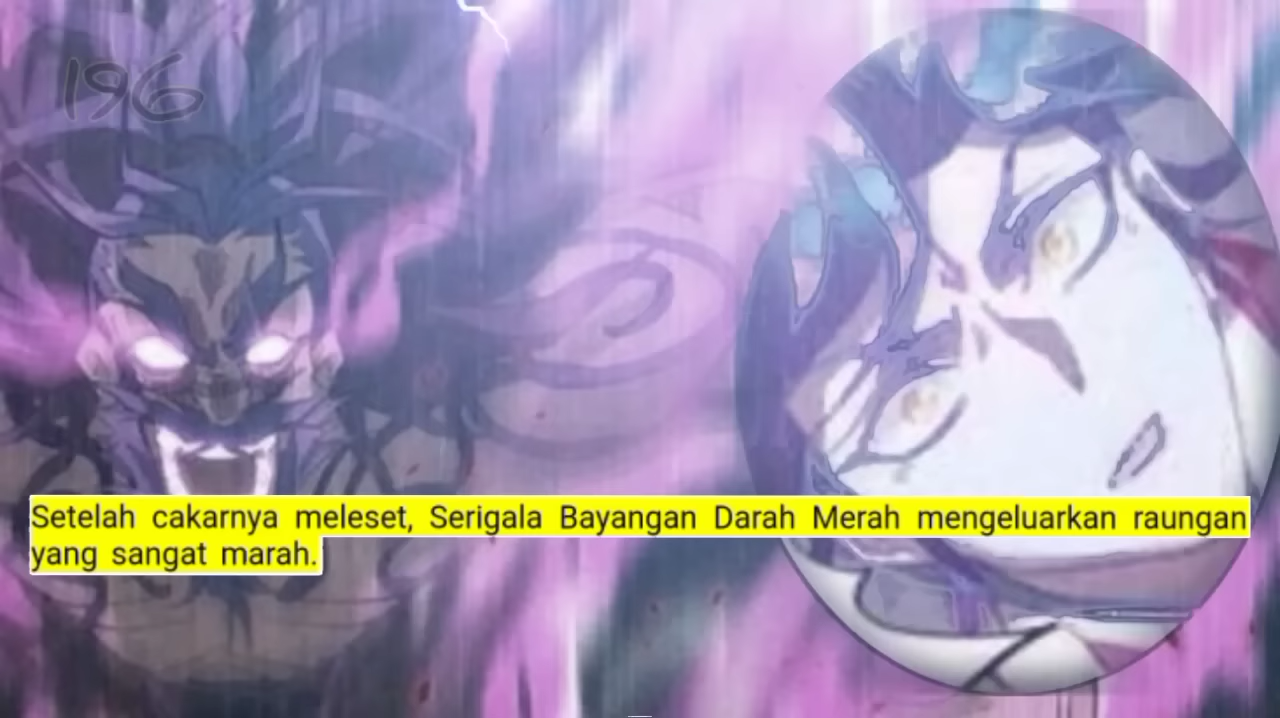 196
Setelah cakarnya meleset, Serigala Bayangan Darah Merah mengeluarkan raungan
yang sangat marah.